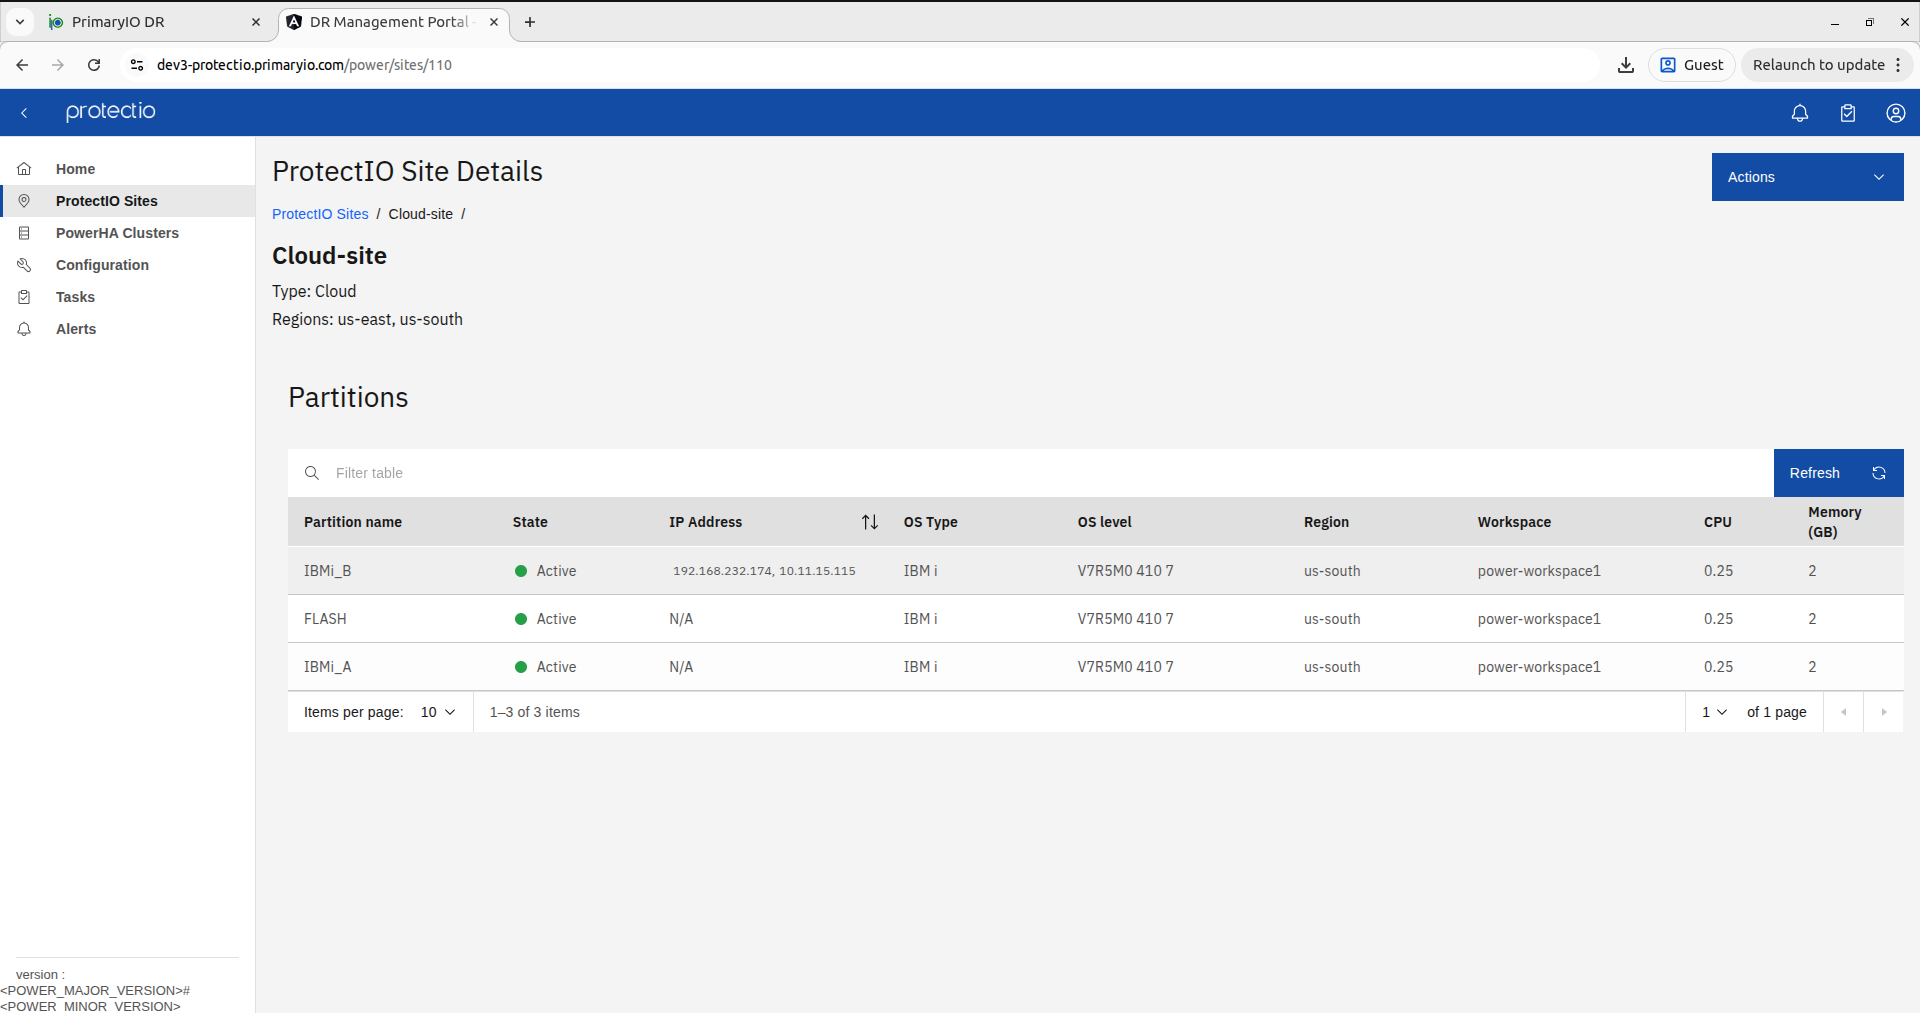 PrimaryIO DR
DR Management Portal -
dev3-protectio.primaryio.com/power/sites/110
Guest
Relaunch to update
protectio
Home
ProtectIO Sites
PowerHA Clusters
Configuration
Tasks
Alerts
version :
<POWER_MAJOR_VERSION>#
<POWER_MINOR_VERSION>
ProtectIO Site Details
Actions
ProtectIO Sites / Cloud-site /
Cloud-site
Type: Cloud
Regions: us-east, us-south
Partitions
Filter table
Refresh
Partition name State IP Address OS Type OS level Region Workspace CPU Memory (GB)
IBMi_B Active 192.168.232.174, 10.11.15.115 IBM i V7R5M0 410 7 us-south power-workspace1 0.25 2
FLASH Active N/A IBM i V7R5M0 410 7 us-south power-workspace1 0.25 2
IBMi_A Active N/A IBM i V7R5M0 410 7 us-south power-workspace1 0.25 2
Items per page: 10 1–3 of 3 items 1 of 1 page